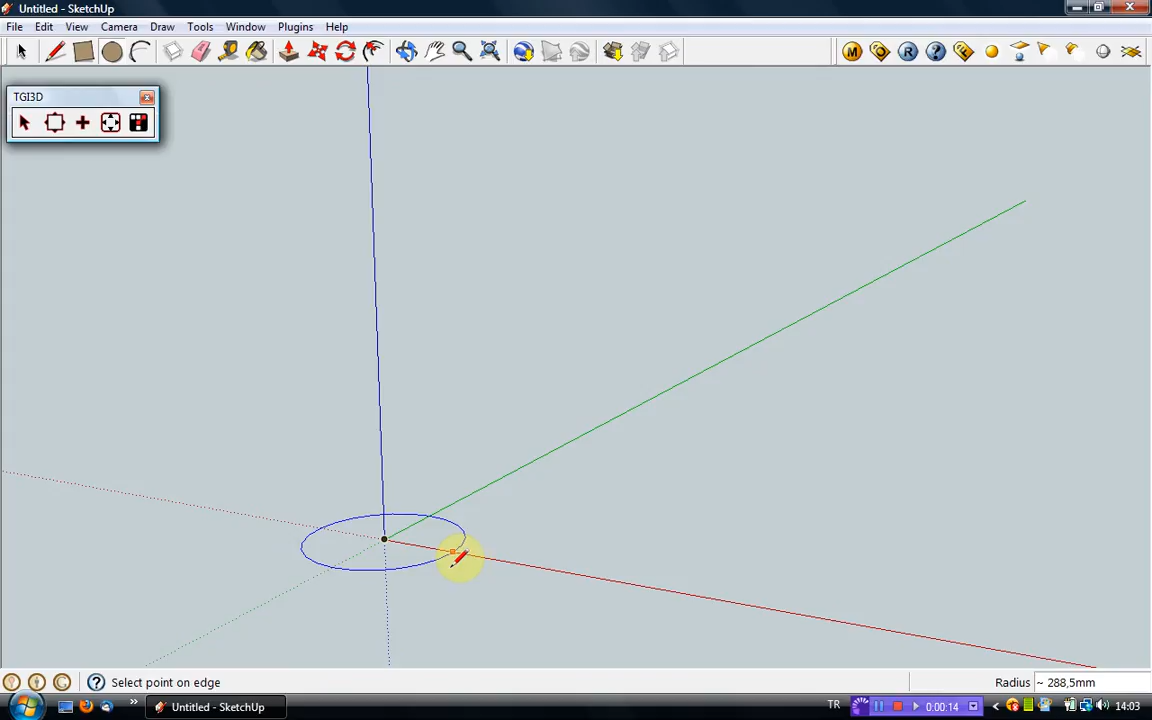 Untitled - SketchUp
File Edit View Camera Draw Tools Window Plugins Help
M R ?
TGI3D
? Select point on edge Radius ~ 288,5mm
» Untitled - SketchUp TR 0:00:14 14:03